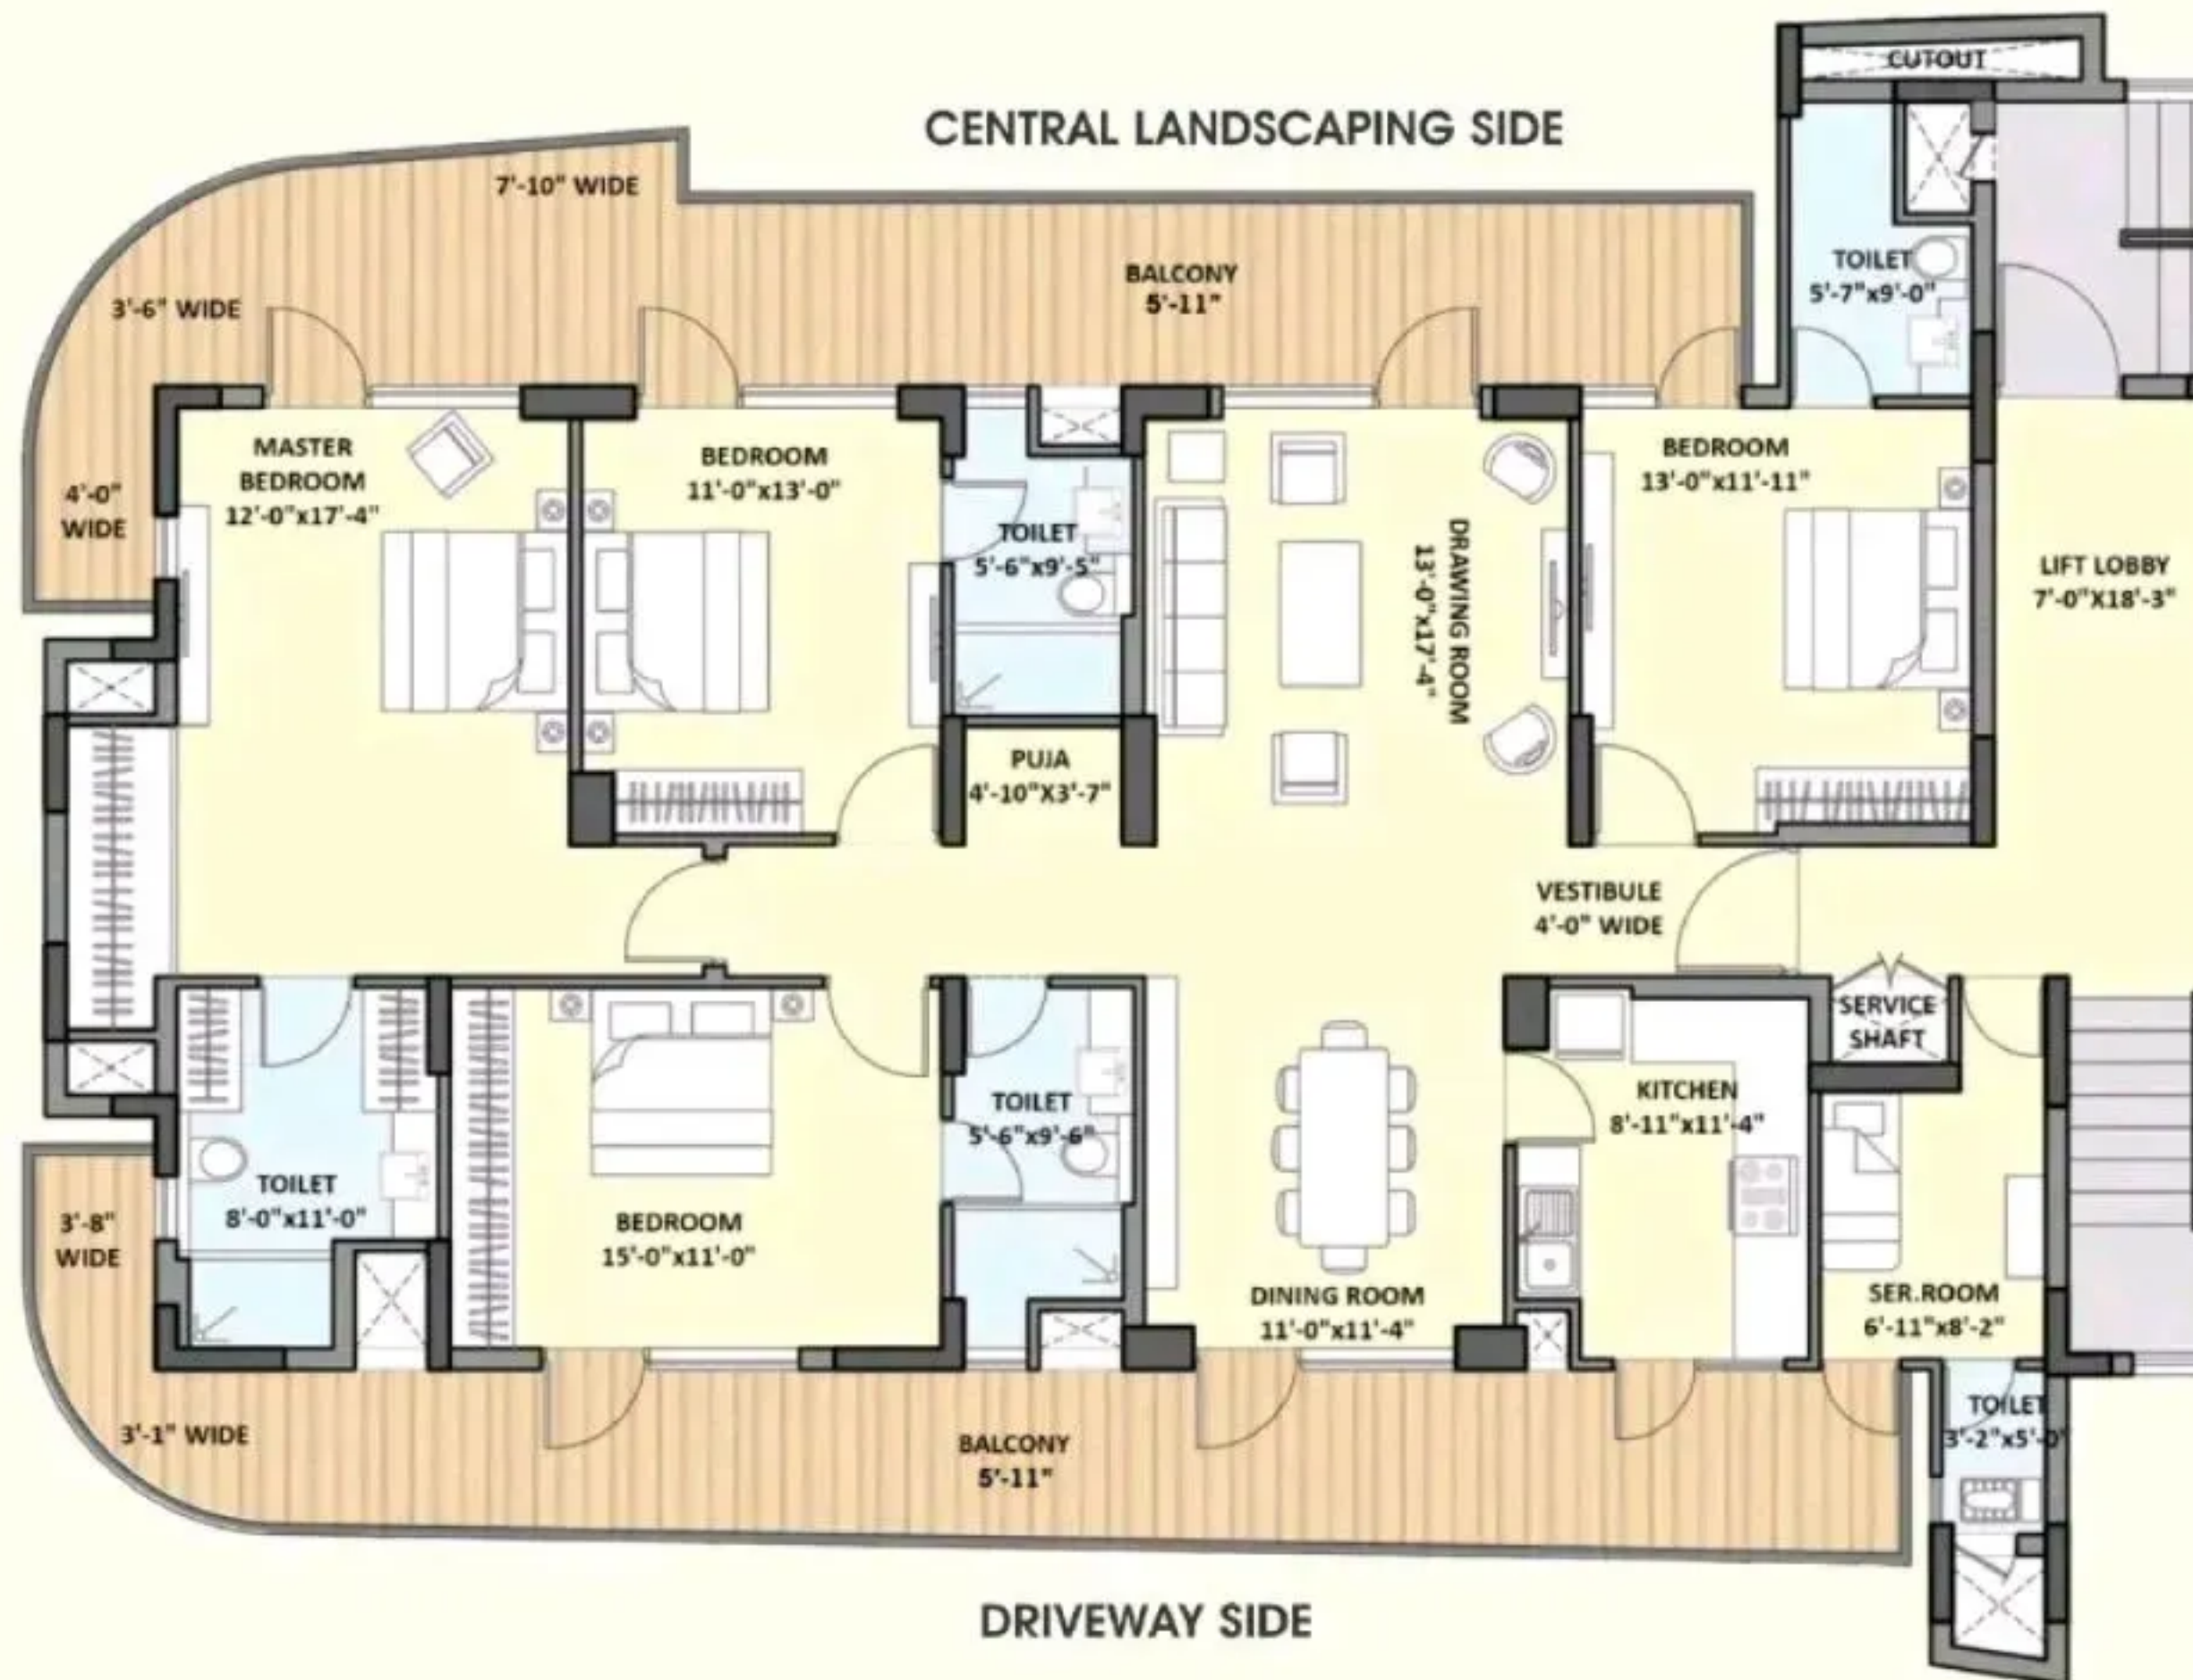 CUTOUT
CENTRAL LANDSCAPING SIDE
7'-10" WIDE
BALCONY
5'-11"
TOILET
5'-7"x9'-0"
3'-6" WIDE
4'-0"
WIDE
MASTER
BEDROOM
12'-0"x17'-4"
BEDROOM
11'-0"x13'-0"
TOILET
5'-6"x9'-5"
DRAWING ROOM
13'-0"x17'-4"
BEDROOM
13'-0"x11'-11"
LIFT LOBBY
7'-0"X18'-3"
PUJA
4'-10"X3'-7"
VESTIBULE
4'-0" WIDE
SERVICE
SHAFT
TOILET
5'-6"x9'-6"
KITCHEN
8'-11"x11'-4"
TOILET
8'-0"x11'-0"
3'-8"
WIDE
BEDROOM
15'-0"x11'-0"
DINING ROOM
11'-0"x11'-4"
SER.ROOM
6'-11"x8'-2"
TOILET
3'-2"x5'-0"
3'-1" WIDE
BALCONY
5'-11"
DRIVEWAY SIDE